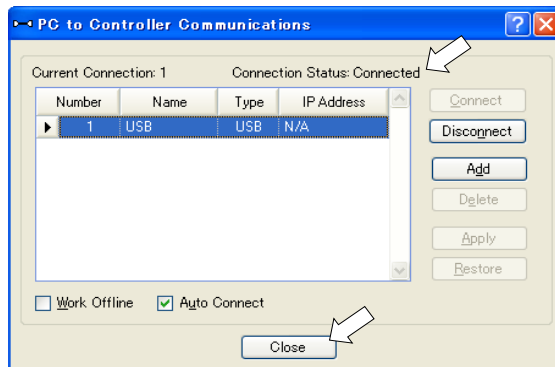 PC to Controller Communications
Current Connection: 1 Connection Status: Connected
Number Name Type IP Address
1 USB USB N/A
Connect
Disconnect
Add
Delete
Apply
Restore
Work Offline Auto Connect
Close